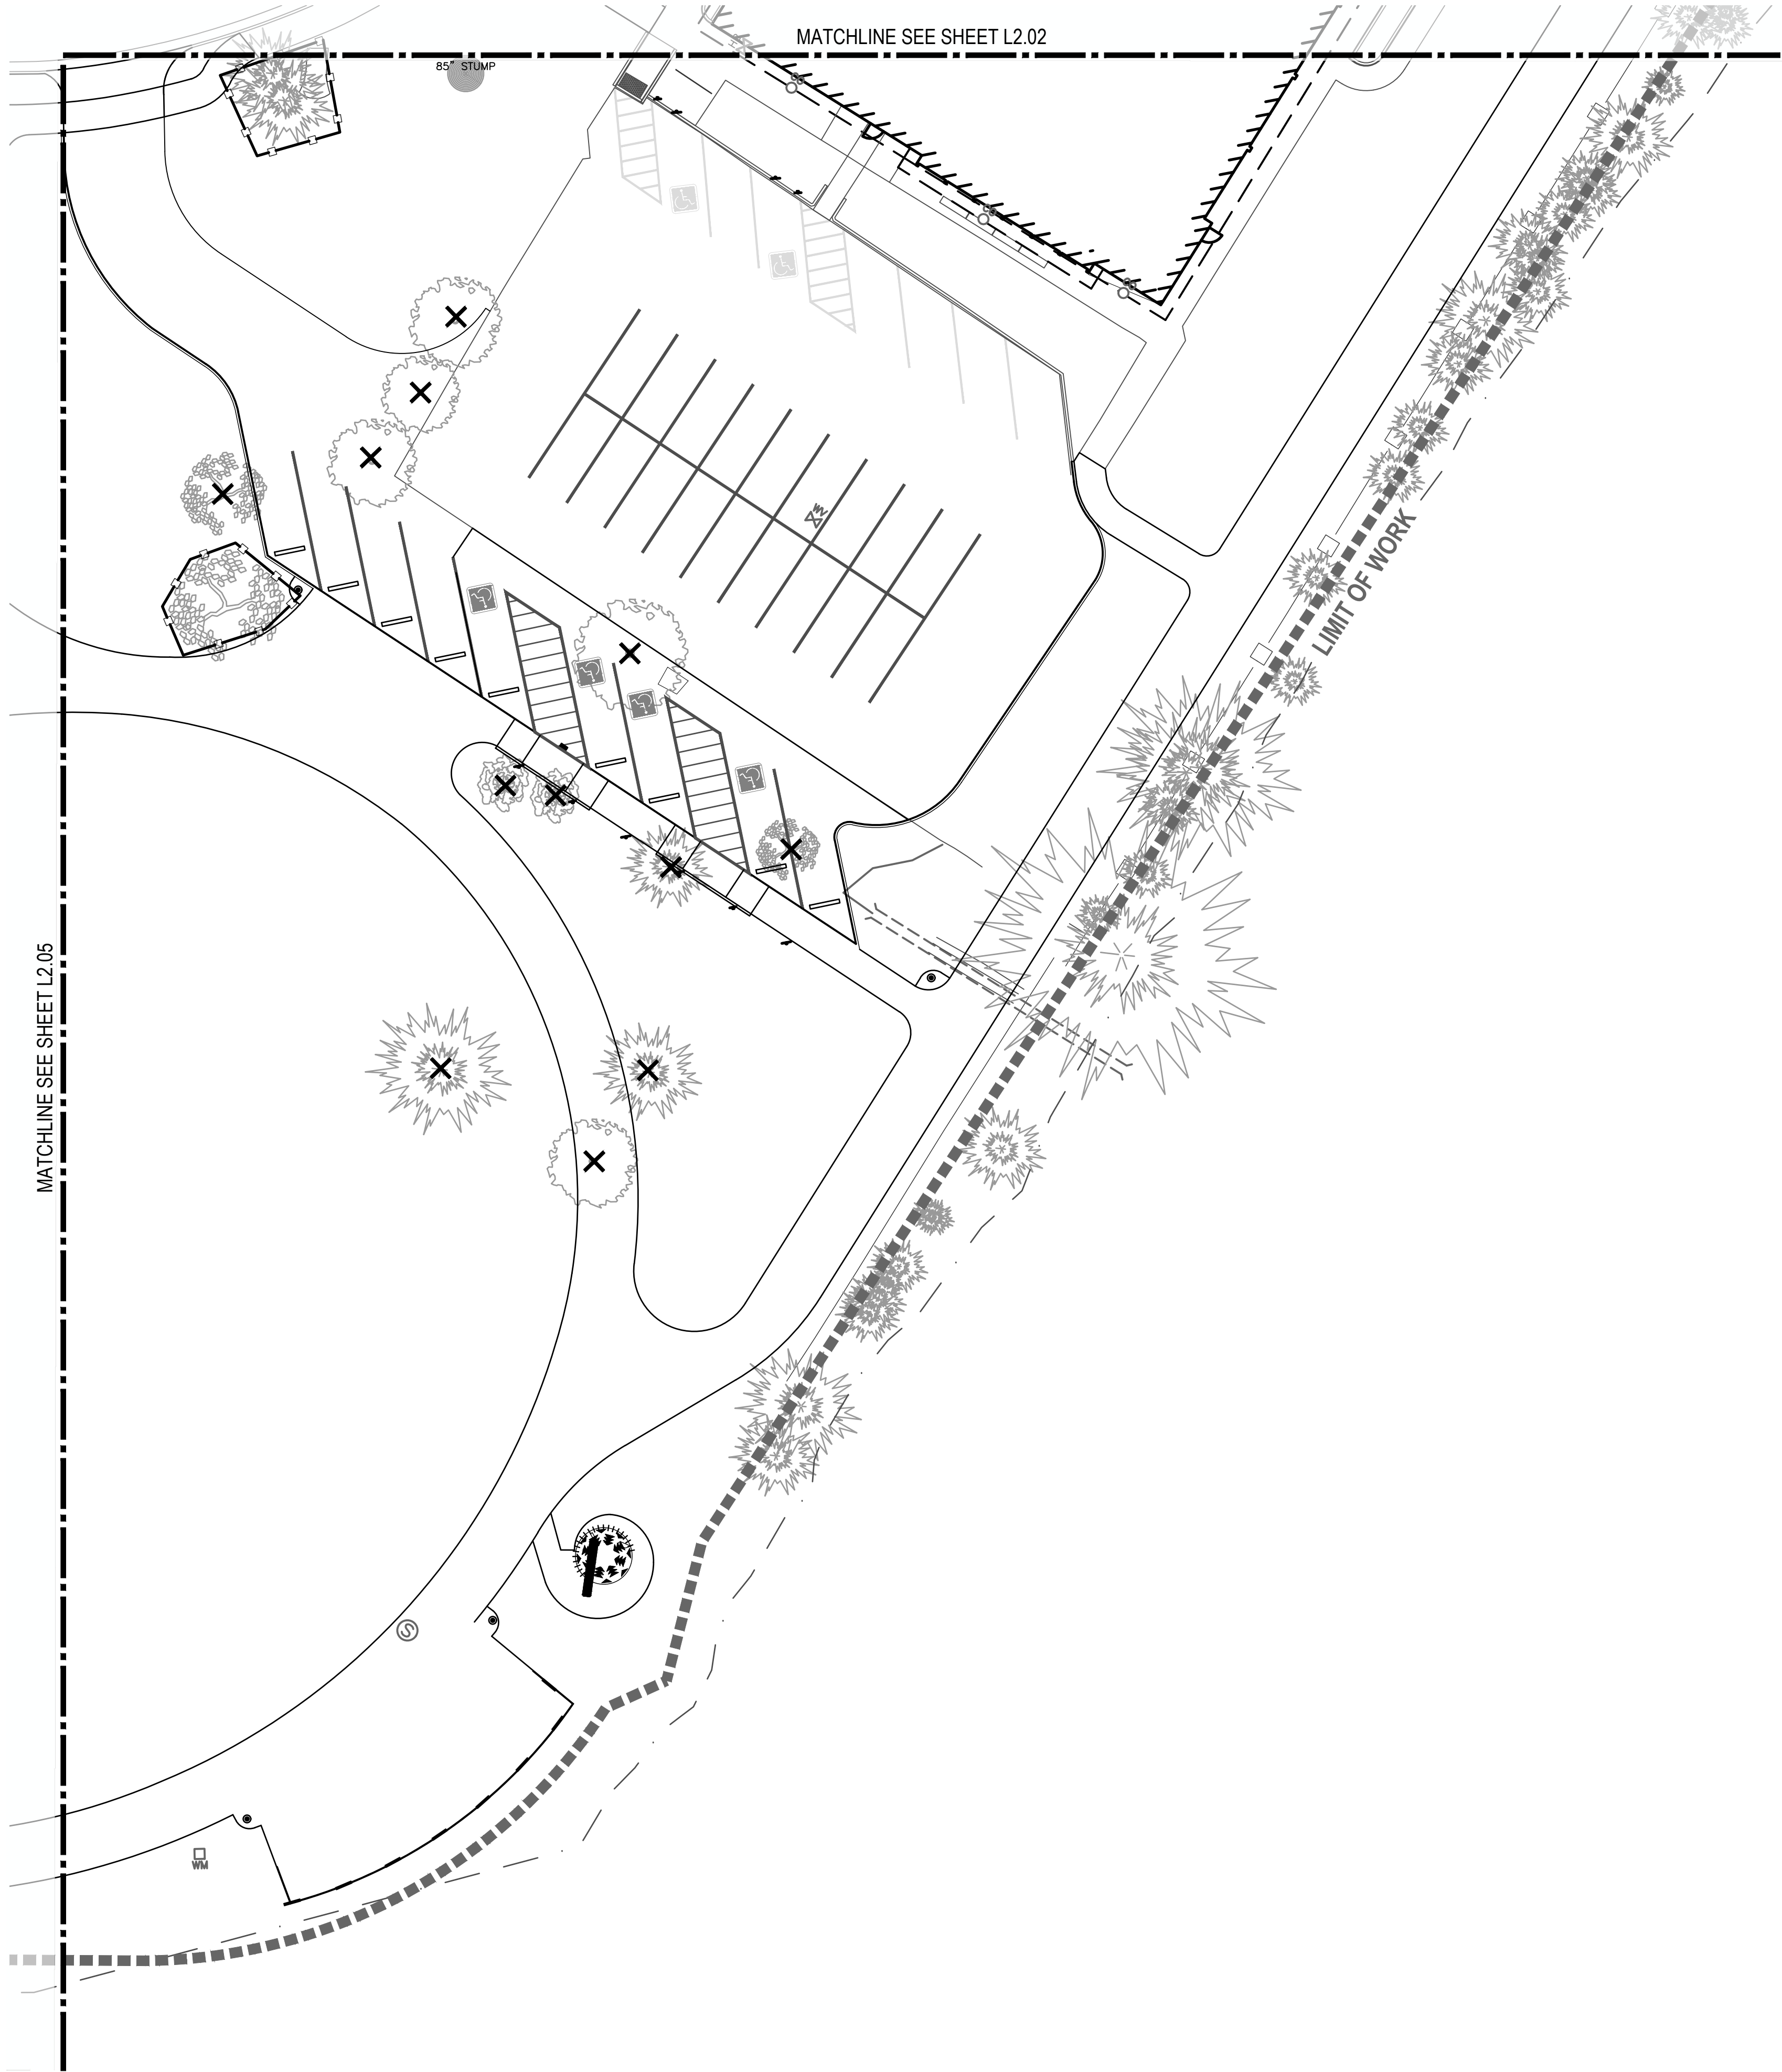 MATCHLINE SEE SHEET L2.02
85" STUMP
LIMIT OF WORK
MATCHLINE SEE SHEET L2.05
S
WM